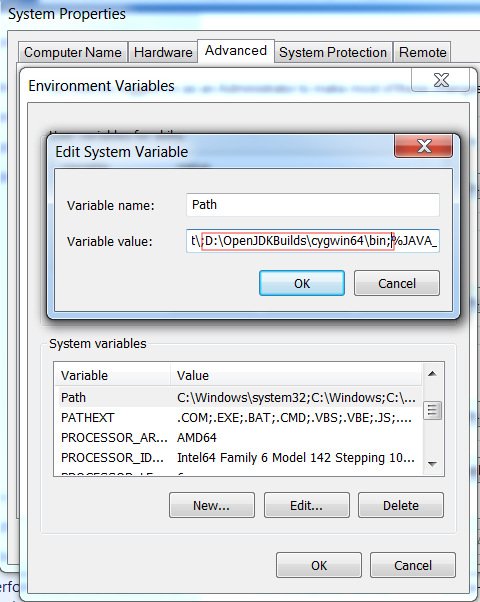 System Properties
Computer Name Hardware Advanced System Protection Remote
Environment Variables
Edit System Variable
Variable name: Path
Variable value: t\;D:\OpenJDKBuilds\cygwin64\bin;%JAVA_
OK Cancel
System variables
Variable Value
Path C:\Windows\system32;C:\Windows;C:\...
PATHEXT .COM;.EXE;.BAT;.CMD;.VBS;.VBE;.JS;....
PROCESSOR_AR... AMD64
PROCESSOR_ID... Intel64 Family 6 Model 142 Stepping 10...
New... Edit... Delete
OK Cancel